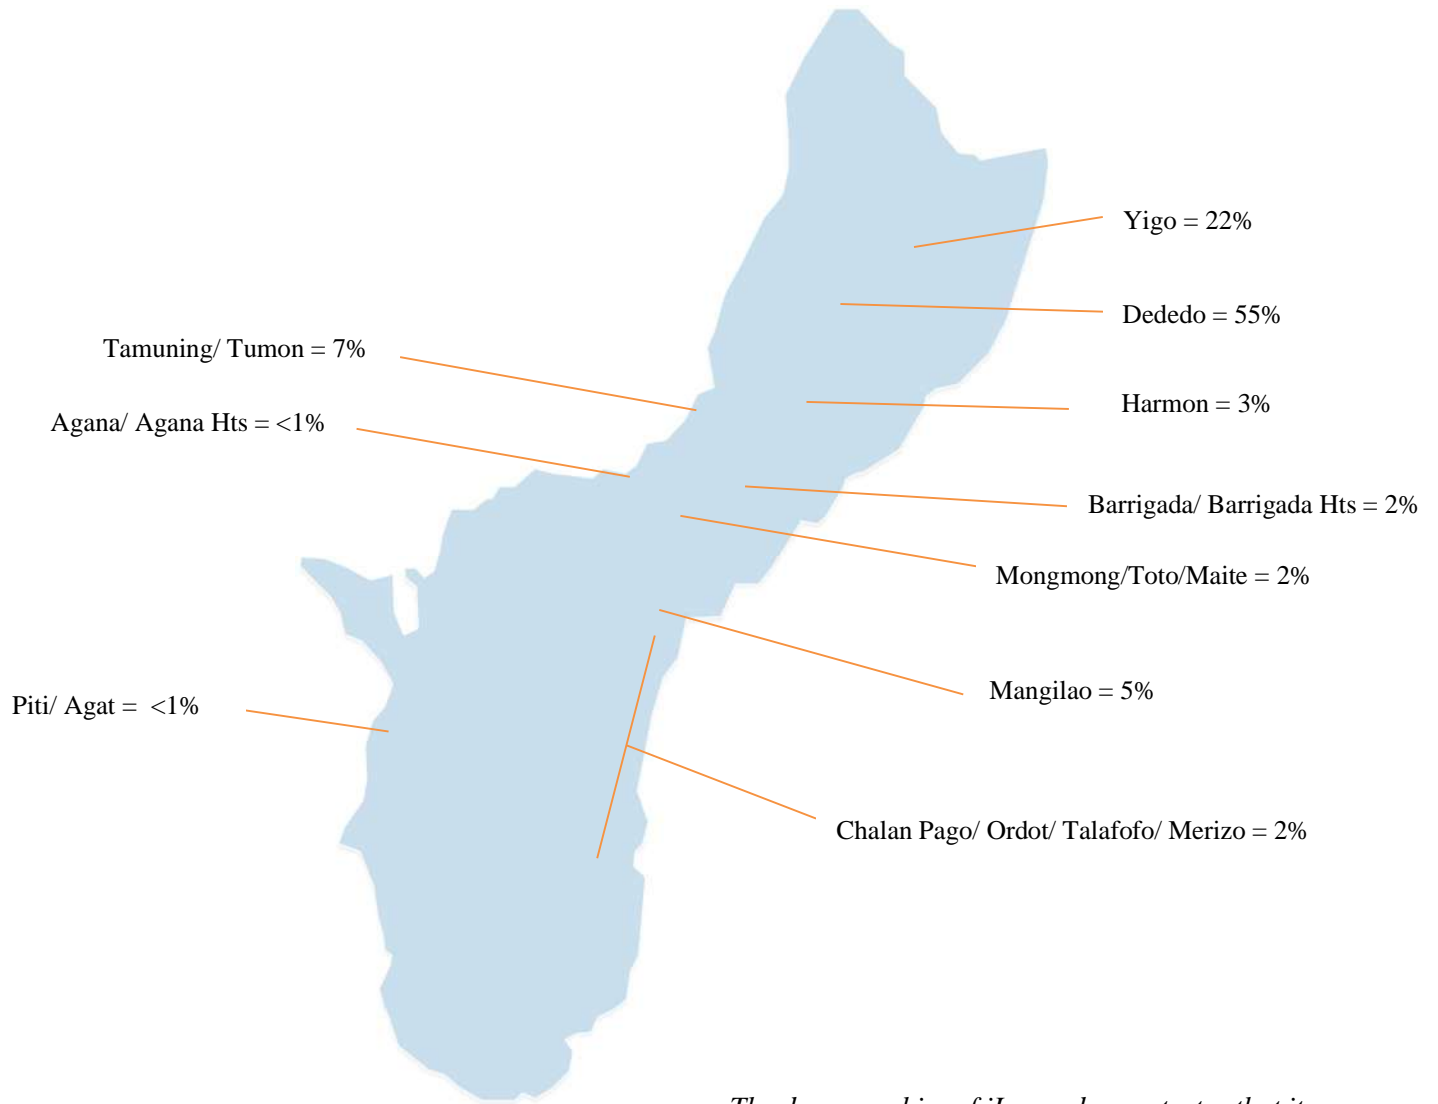 Yigo = 22%
Dededo = 55%
Tamuning/ Tumon = 7%
Harmon = 3%
Agana/ Agana Hts = <1%
Barrigada/ Barrigada Hts = 2%
Mongmong/Toto/Maite = 2%
Mangilao = 5%
Piti/ Agat = <1%
Chalan Pago/ Ordot/ Talafofo/ Merizo = 2%